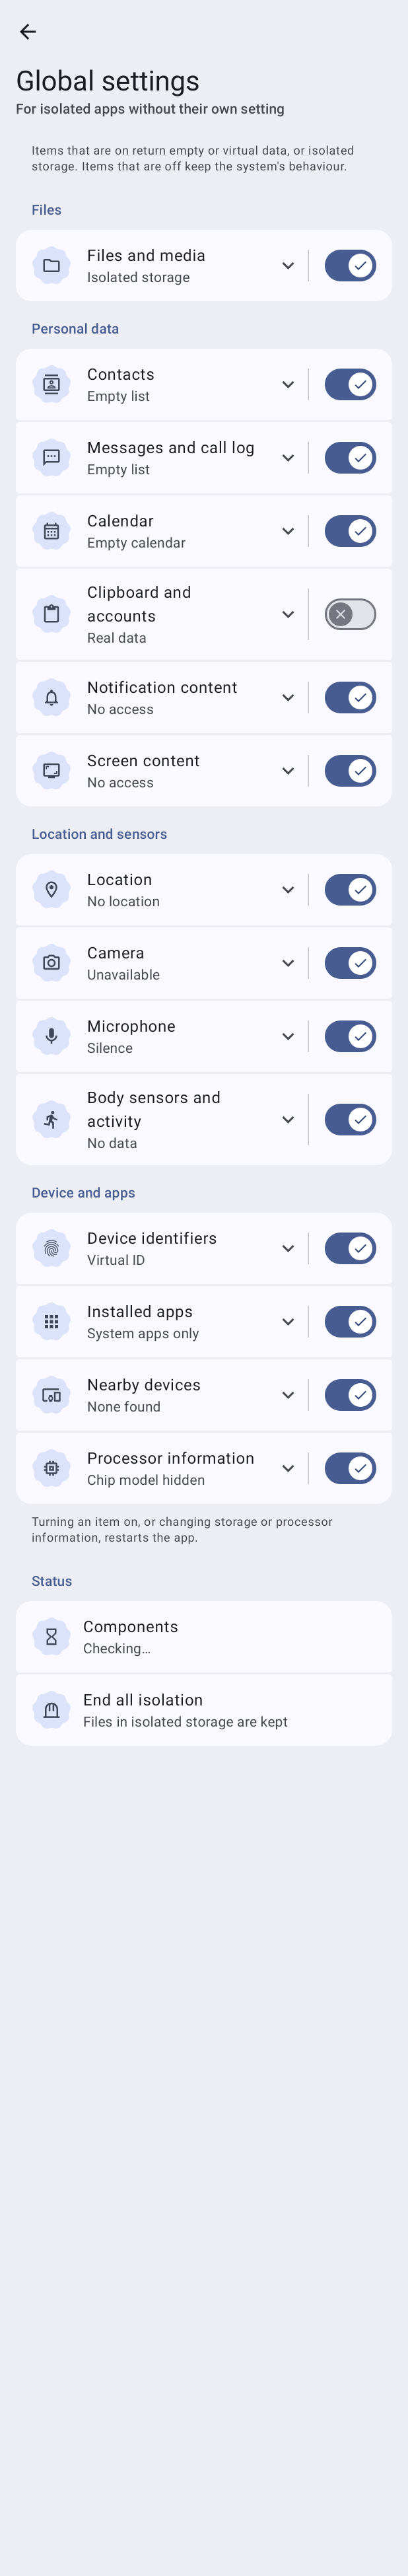 Global settings
For isolated apps without their own setting
Items that are on return empty or virtual data, or isolated
storage. Items that are off keep the system's behaviour.
Files
Files and media
Isolated storage
Personal data
Contacts
Empty list
Messages and call log
Empty list
Calendar
Empty calendar
Clipboard and
accounts
Real data
Notification content
No access
Screen content
No access
Location and sensors
Location
No location
Camera
Unavailable
Microphone
Silence
Body sensors and
activity
No data
Device and apps
Device identifiers
Virtual ID
Installed apps
System apps only
Nearby devices
None found
Processor information
Chip model hidden
Turning an item on, or changing storage or processor
information, restarts the app.
Status
Components
Checking…
End all isolation
Files in isolated storage are kept